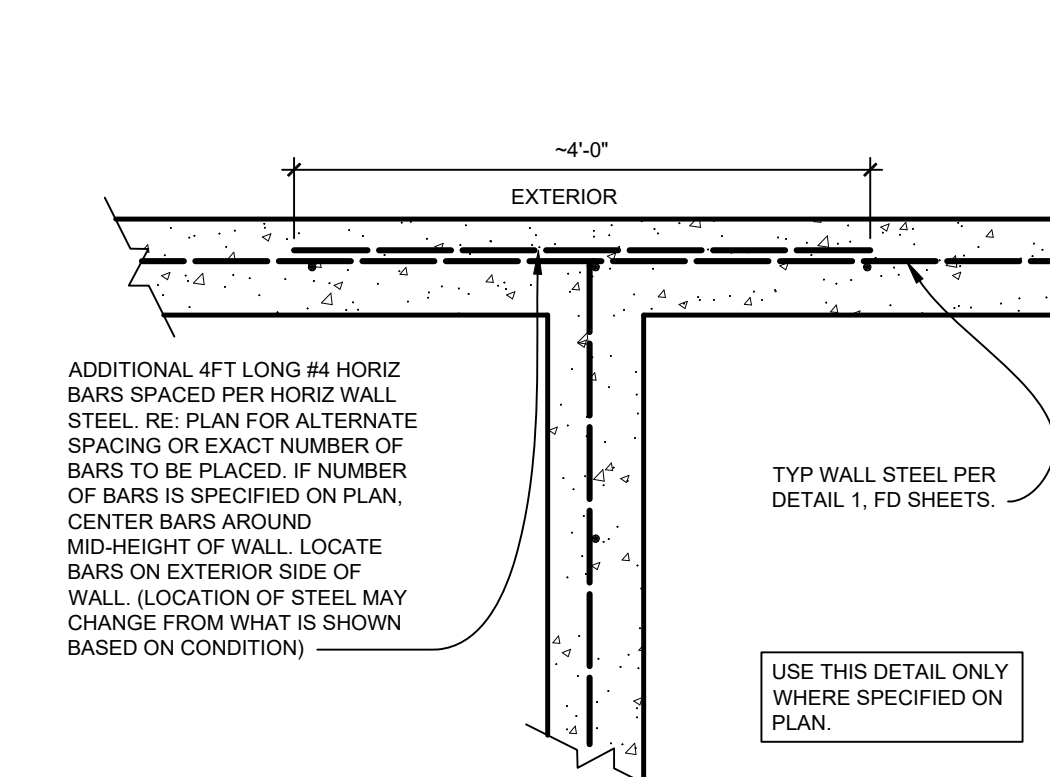 ~4'-0"
EXTERIOR
ADDITIONAL 4FT LONG #4 HORIZ
BARS SPACED PER HORIZ WALL
STEEL. RE: PLAN FOR ALTERNATE
SPACING OR EXACT NUMBER OF
BARS TO BE PLACED. IF NUMBER
OF BARS IS SPECIFIED ON PLAN,
CENTER BARS AROUND
MID-HEIGHT OF WALL. LOCATE
BARS ON EXTERIOR SIDE OF
WALL. (LOCATION OF STEEL MAY
CHANGE FROM WHAT IS SHOWN
BASED ON CONDITION)
TYP WALL STEEL PER
DETAIL 1, FD SHEETS.
USE THIS DETAIL ONLY
WHERE SPECIFIED ON
PLAN.